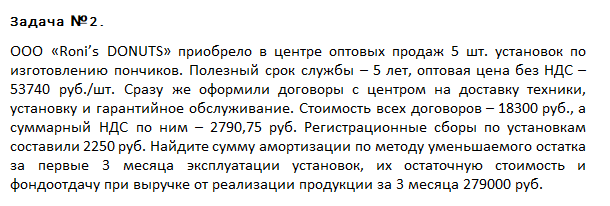 Задача №2.
ООО «Roni’s DONUTS» приобрело в центре оптовых продаж 5 шт. установок по
изготовлению пончиков. Полезный срок службы – 5 лет, оптовая цена без НДС –
53740 руб./шт. Сразу же оформили договоры с центром на доставку техники,
установку и гарантийное обслуживание. Стоимость всех договоров – 18300 руб., а
суммарный НДС по ним – 2790,75 руб. Регистрационные сборы по установкам
составили 2250 руб. Найдите сумму амортизации по методу уменьшаемого остатка
за первые 3 месяца эксплуатации установок, их остаточную стоимость и
фондоотдачу при выручке от реализации продукции за 3 месяца 279000 руб.